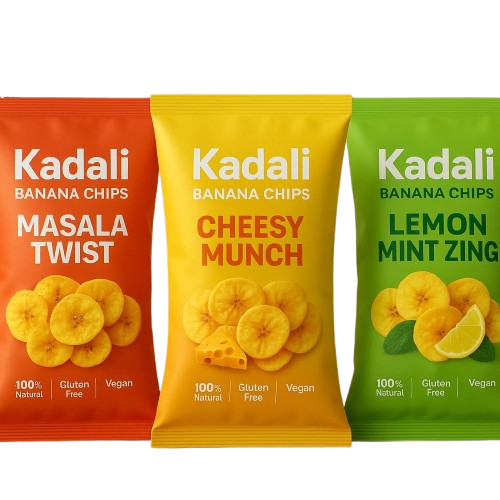 Kadali
BANANA CHIPS
MASALA
TWIST
100%
Natural
Gluten
Free
Vegan
Kadali
BANANA CHIPS
CHEESY
MUNCH
100%
Natural
Gluten
Free
Vegan
Kadali
BANANA CHIPS
LEMON
MINT ZING
100%
Natural
Gluten
Free
Vegan